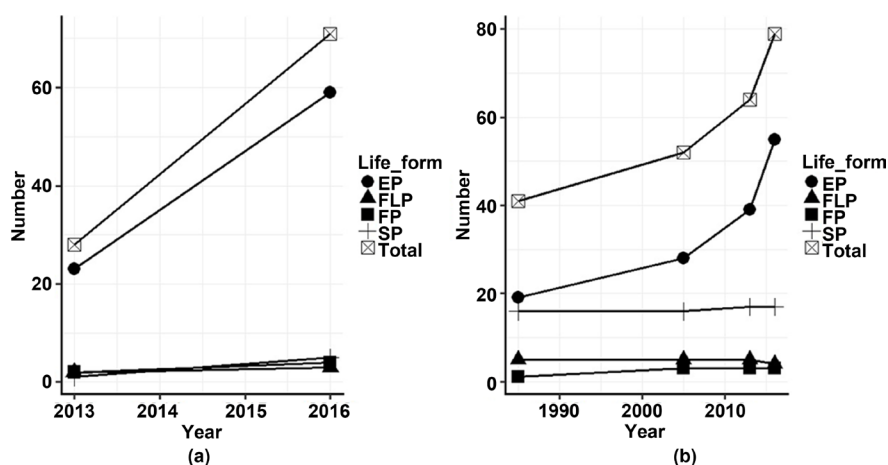 60
40
20
0
Number
2013
2014
2015
2016
Year
(a)
Life_form
EP
FLP
FP
SP
Total
80
60
40
20
0
Number
1990
2000
2010
Year
(b)
Life_form
EP
FLP
FP
SP
Total